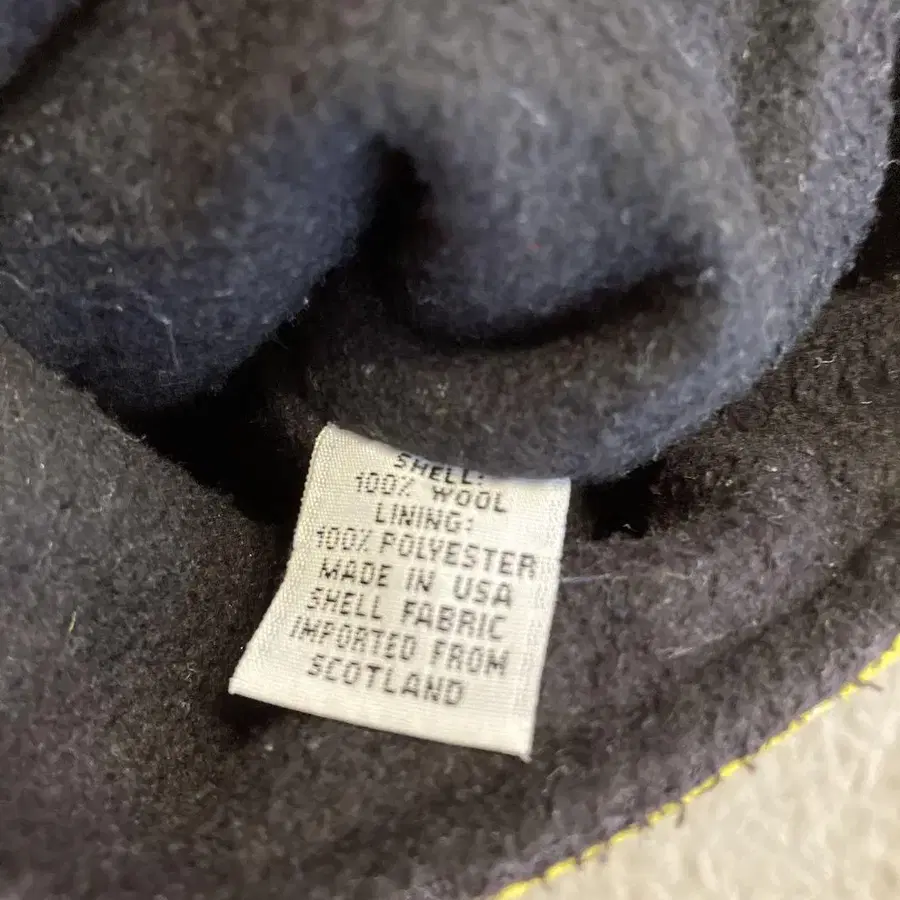 SHELL:
100% WOOL
LINING:
100% POLYESTER
MADE IN USA
SHELL FABRIC
IMPORTED FROM
SCOTLAND